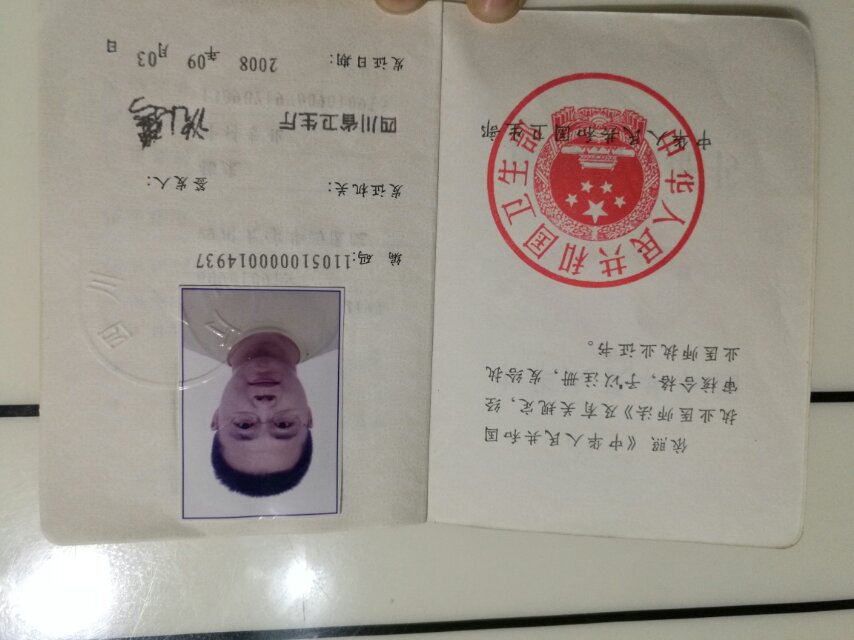 依照《中华人民共和国
执业医师法》及有关规定，经
审核合格，予以注册，发给执
业医师执业证书。
中华人民共和国卫生部
中华人民共和国卫生部
编 码:110510000014937
发证机关: 签发人:
四川省卫生厅
发证日期: 2008 年 09 月 03 日
四川